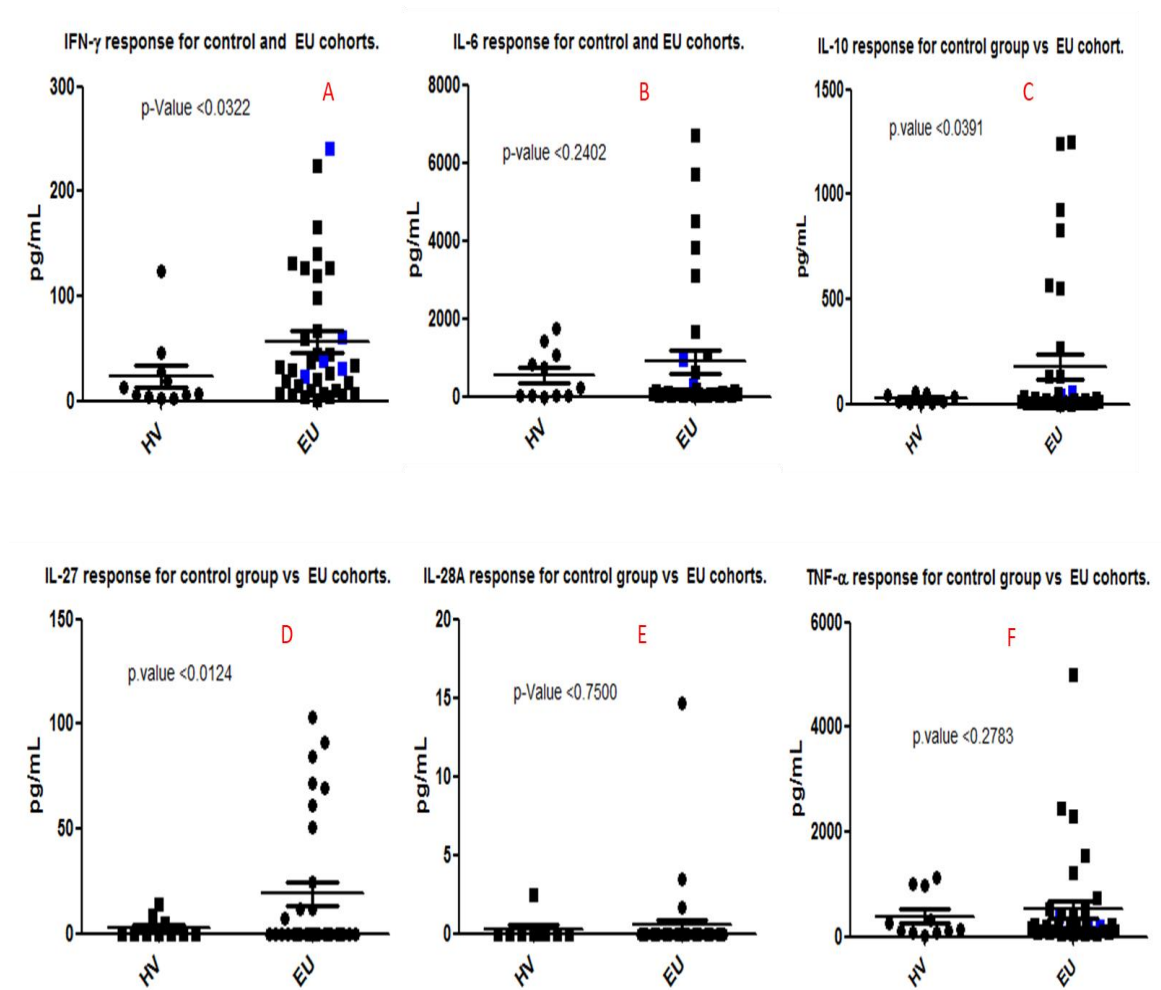 IFN-γ response for control and EU cohorts.
A
p-Value <0.0322
300
200
100
0
pg/mL
HV
EU
IL-6 response for control and EU cohorts.
B
p-value <0.2402
8000
6000
4000
2000
0
pg/mL
HV
EU
IL-10 response for control group vs EU cohort.
C
p.value <0.0391
1500
1000
500
0
pg/mL
HV
EU
IL-27 response for control group vs EU cohorts.
D
p.value <0.0124
150
100
50
0
pg/mL
HV
EU
IL-28A response for control group vs EU cohorts.
E
p-Value <0.7500
20
15
10
5
0
pg/mL
HV
EU
TNF-α response for control group vs EU cohorts.
F
p.value <0.2783
6000
4000
2000
0
pg/mL
HV
EU